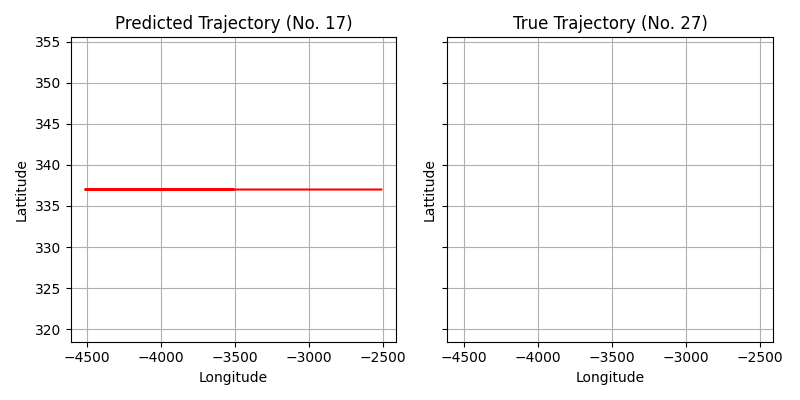 Predicted Trajectory (No. 17)
True Trajectory (No. 27)
355
350
345
340
335
330
325
320
Lattitude
Lattitude
−4500 −4000 −3500 −3000 −2500
−4500 −4000 −3500 −3000 −2500
Longitude
Longitude